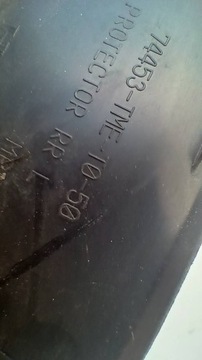 74453-TME-T0-50
PROTECTOR RR L